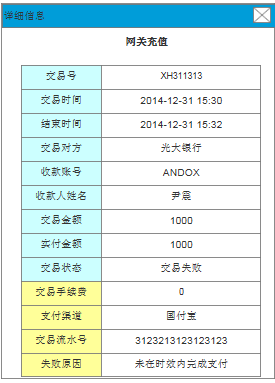 详细信息
网关充值
交易号 XH311313
交易时间 2014-12-31 15:30
结束时间 2014-12-31 15:32
交易对方 光大银行
收款账号 ANDOX
收款人姓名 尹震
交易金额 1000
实付金额 1000
交易状态 交易失败
交易手续费 0
支付渠道 国付宝
交易流水号 3123213123123123
失败原因 未在时效内完成支付